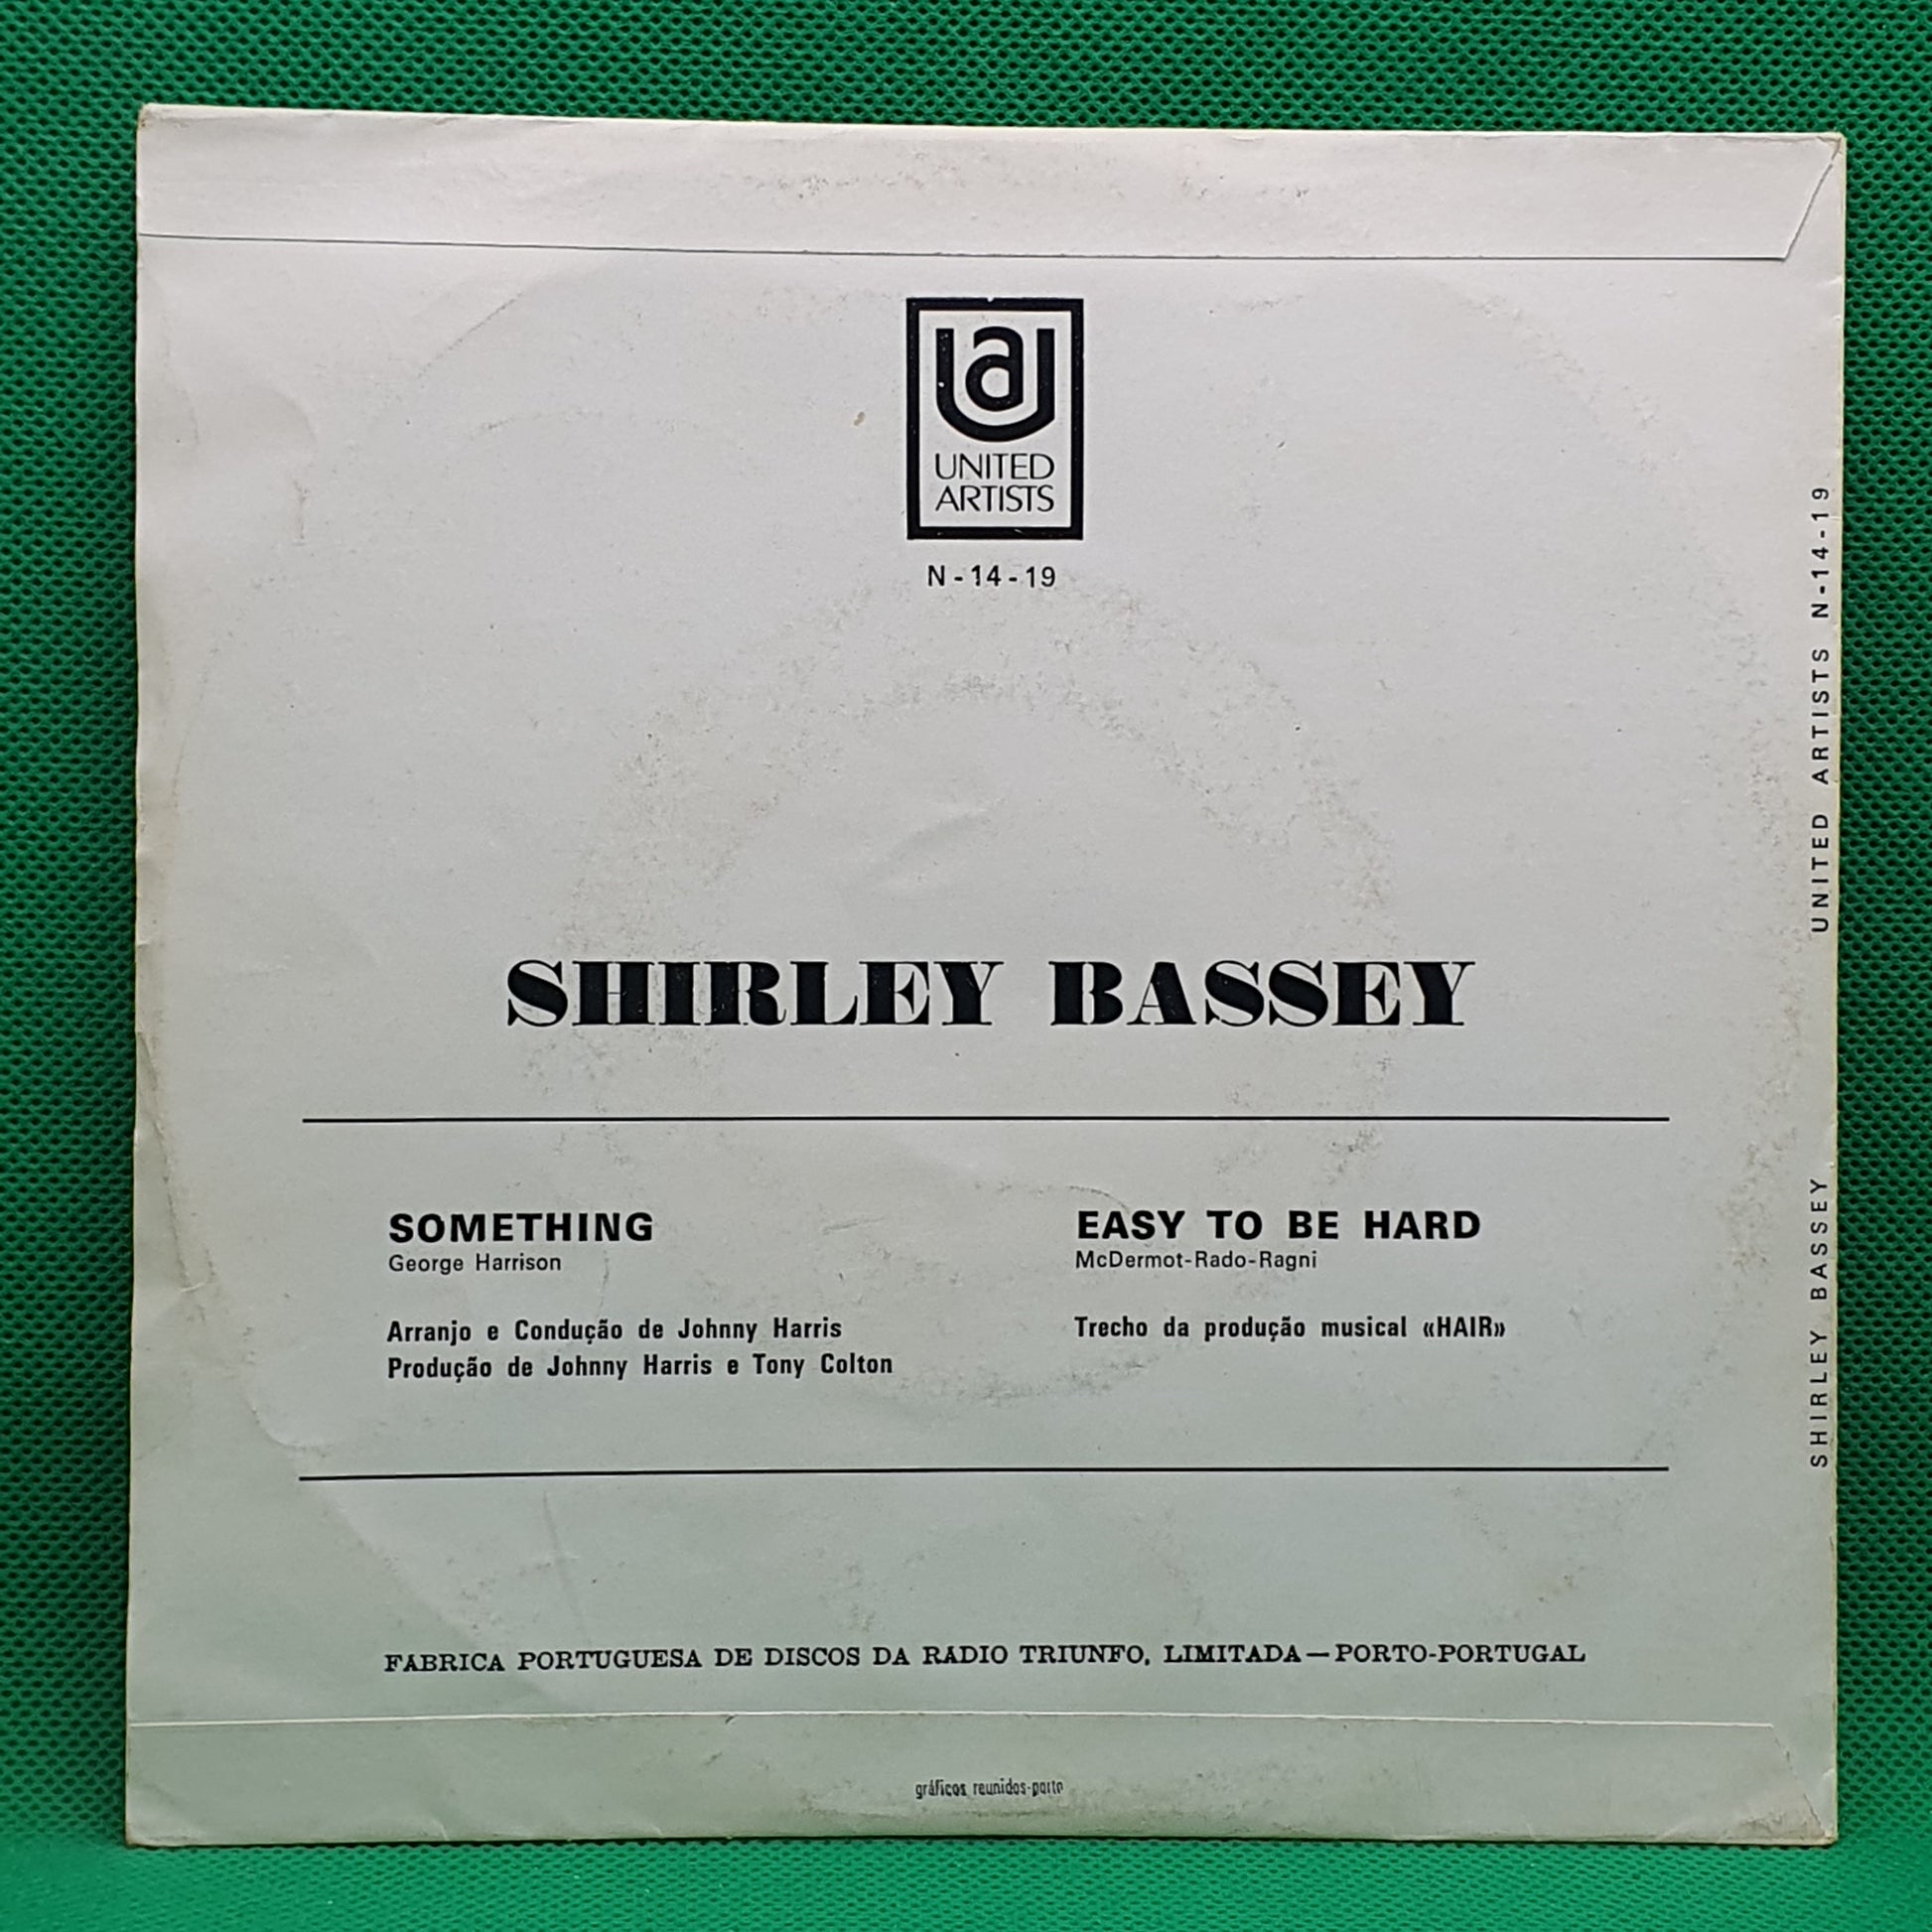 ua
UNITED
ARTISTS
N-14-19
SHIRLEY BASSEY
SOMETHING
George Harrison
Arranjo e Condução de Johnny Harris
Produção de Johnny Harris e Tony Colton
EASY TO BE HARD
McDermot-Rado-Ragni
Trecho da produção musical «HAIR»
FÁBRICA PORTUGUESA DE DISCOS DA RÁDIO TRIUNFO, LIMITADA—PORTO-PORTUGAL
gráficos reunidos-porto
SHIRLEY BASSEY UNITED ARTISTS N-14-19